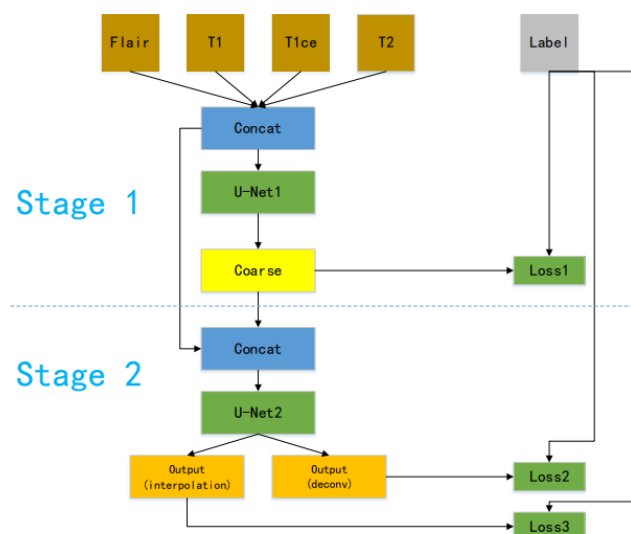 Flair T1 T1ce T2 Label
Concat
Stage 1
U-Net1
Coarse
Loss1
Concat
Stage 2
U-Net2
Output
(interpolation)
Output
(deconv)
Loss2
Loss3